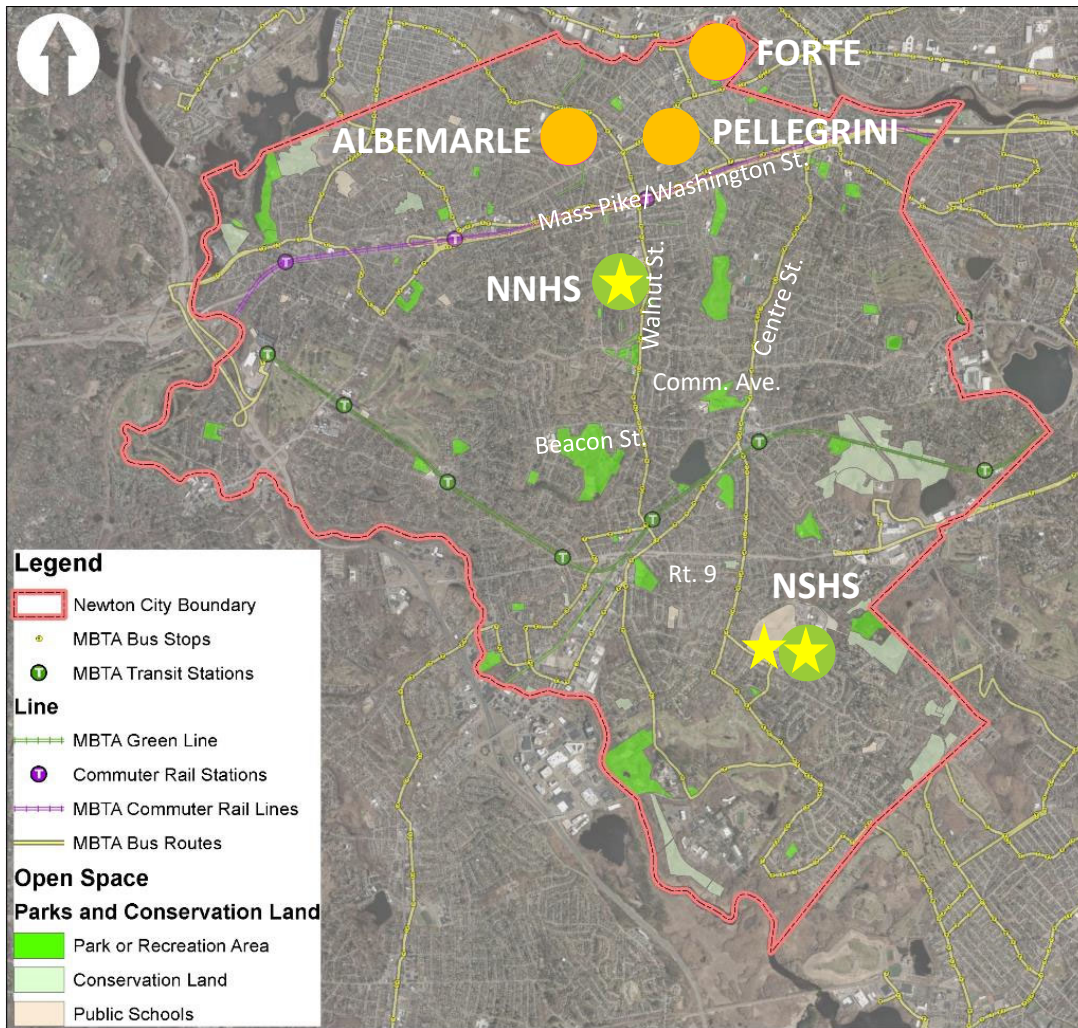 FORTE
ALBEMARLE
PELLEGRINI
Mass Pike/Washington St.
NNHS
Walnut St.
Centre St.
Comm. Ave.
Beacon St.
Rt. 9
NSHS
Legend
Newton City Boundary
MBTA Bus Stops
T MBTA Transit Stations
Line
MBTA Green Line
T Commuter Rail Stations
MBTA Commuter Rail Lines
MBTA Bus Routes
Open Space
Parks and Conservation Land
Park or Recreation Area
Conservation Land
Public Schools
T
T
T
T
T
T
T
T
T
T
T